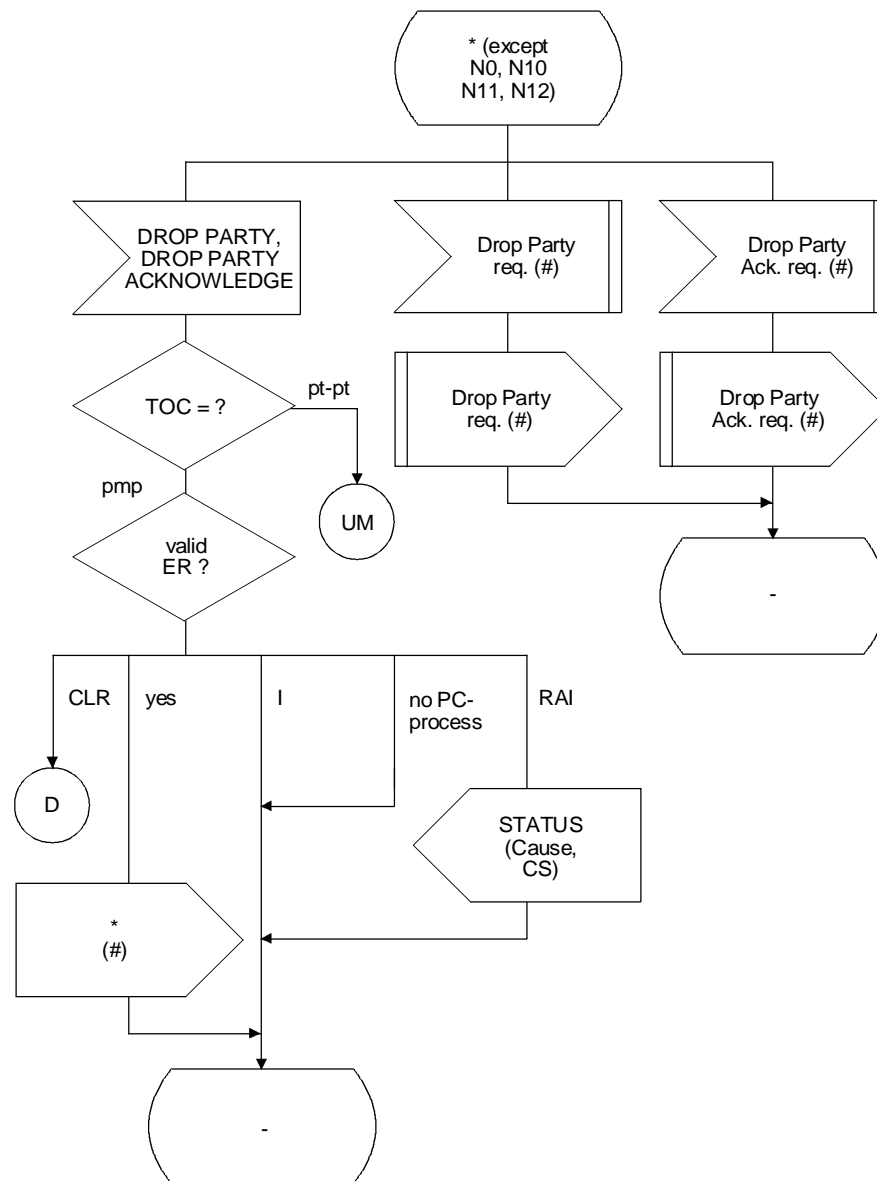 * (except
N0, N10
N11, N12)
DROP PARTY,
DROP PARTY
ACKNOWLEDGE
Drop Party
req. (#)
Drop Party
Ack. req. (#)
TOC = ?
pt-pt
Drop Party
req. (#)
Drop Party
Ack. req. (#)
pmp
UM
valid
ER ?
-
CLR
yes
I
no PC-
process
RAI
D
STATUS
(Cause,
CS)
*
(#)
-